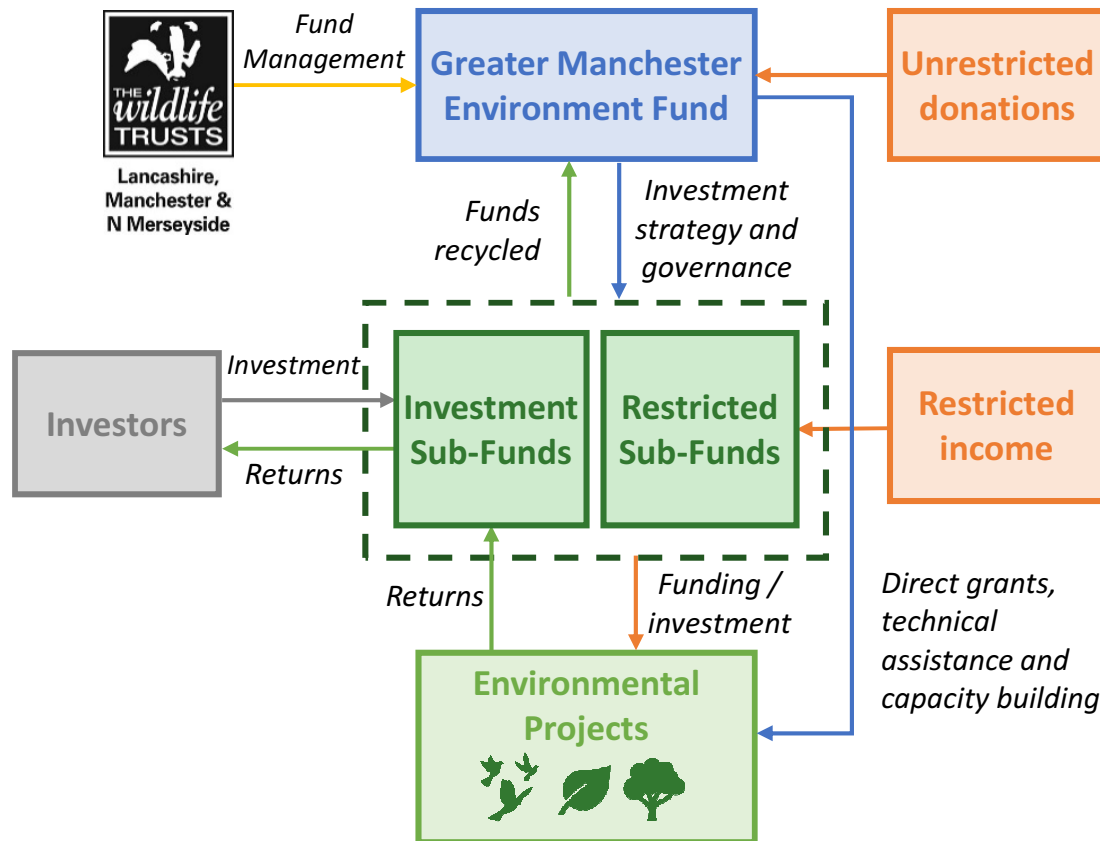 THE
wildlife
TRUSTS
Lancashire,
Manchester &
N Merseyside
Fund
Management
Greater Manchester
Environment Fund
Unrestricted
donations
Funds
recycled
Investment
strategy and
governance
Investors
Investment
Returns
Investment
Sub-Funds
Restricted
Sub-Funds
Restricted
income
Returns
Funding /
investment
Direct grants,
technical
assistance and
capacity building
Environmental
Projects